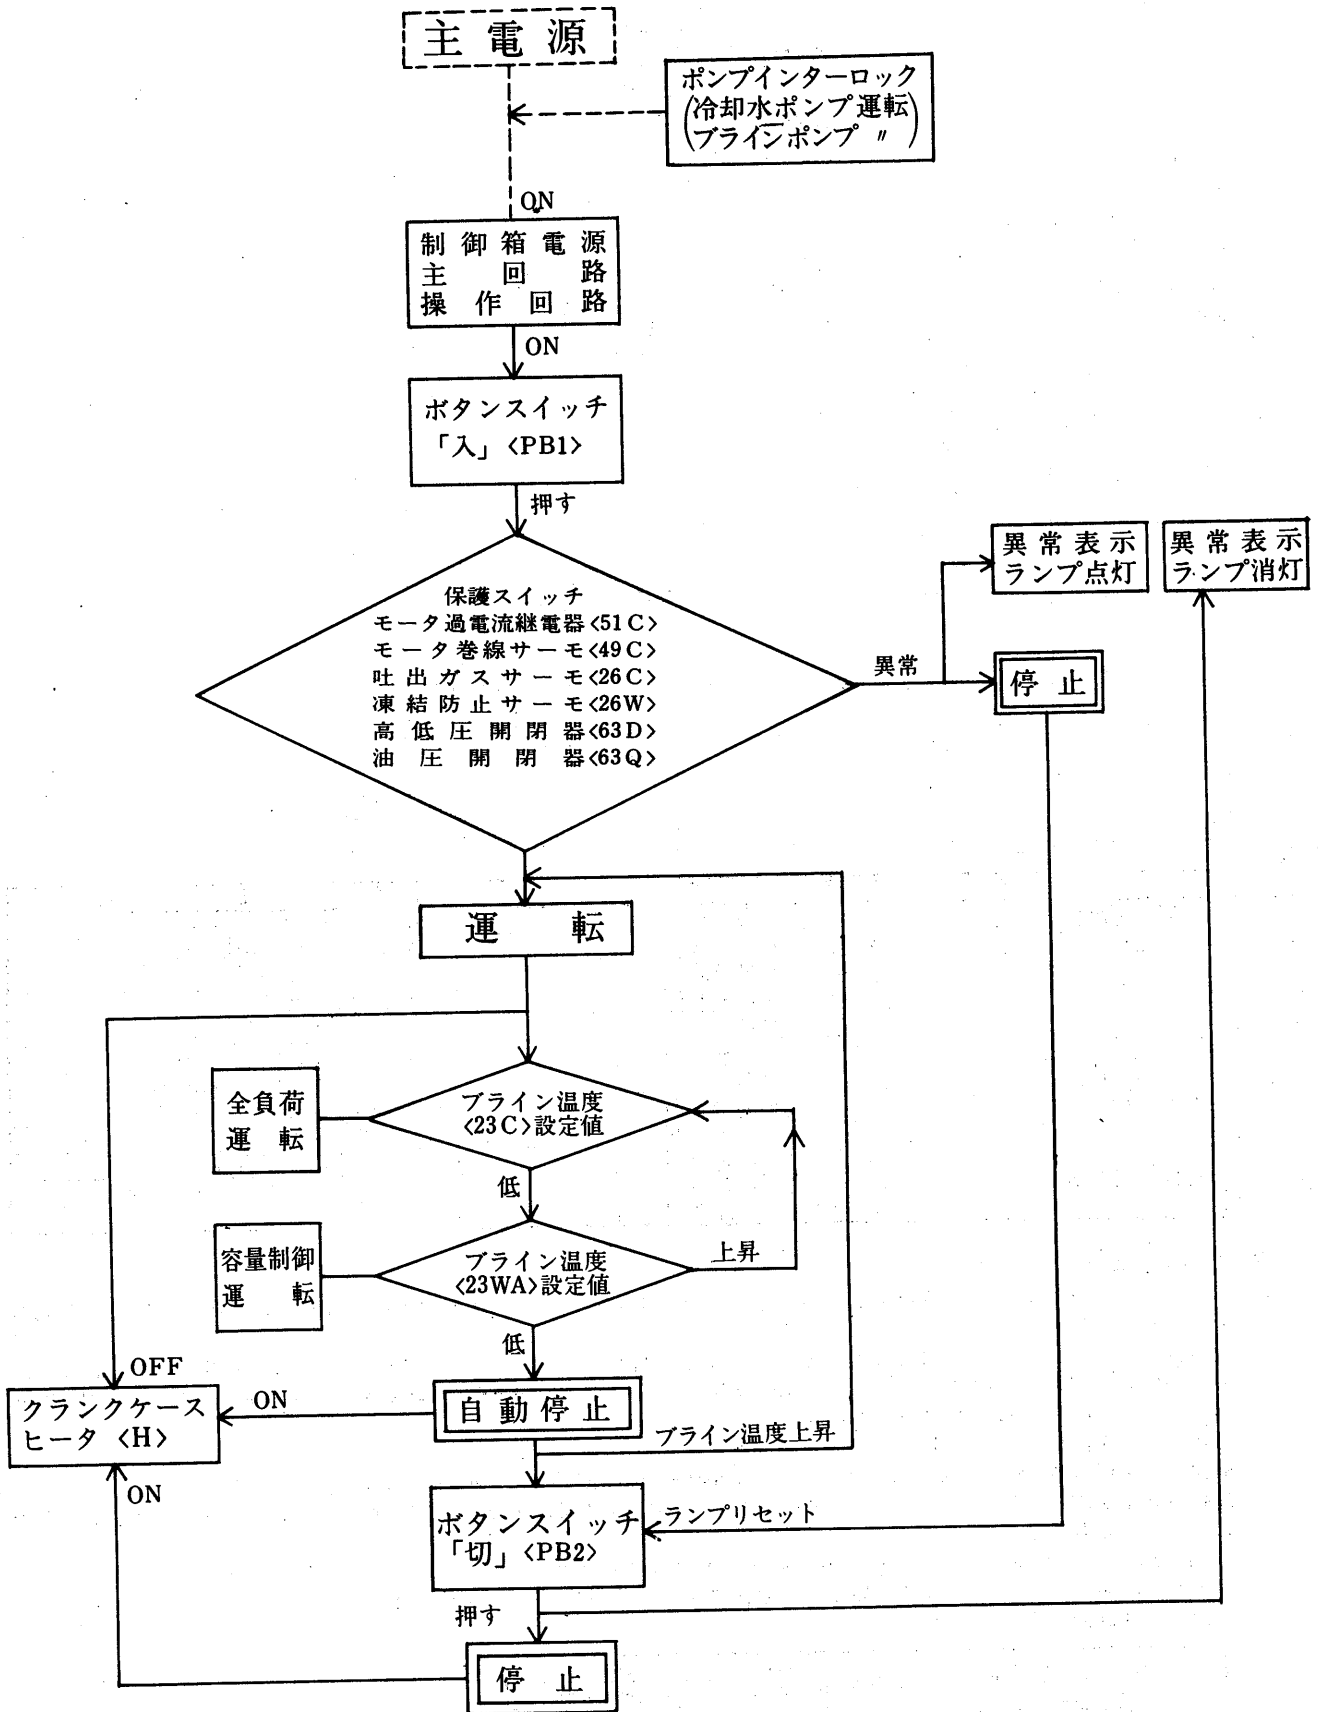 主電源
ポンプインターロック
(冷却水ポンプ運転)
(ブラインポンプ 〃)
ON
制御箱電源
主回路
操作回路
ON
ボタンスイッチ
「入」<PB1>
押す
保護スイッチ
モータ過電流継電器<51C>
モータ巻線サーモ<49C>
吐出ガスサーモ<26C>
凍結防止サーモ<26W>
高低圧開閉器<63D>
油圧開閉器<63Q>
異常
異常表示
ランプ点灯
異常表示
ランプ消灯
停止
運転
全負荷
運転
ブライン温度
<23C>設定値
低
容量制御
運転
ブライン温度
<23WA>設定値
上昇
低
OFF
クランクケース
ヒータ<H>
ON
自動停止
ブライン温度上昇
ON
ボタンスイッチ
「切」<PB2>
ランプリセット
押す
停止